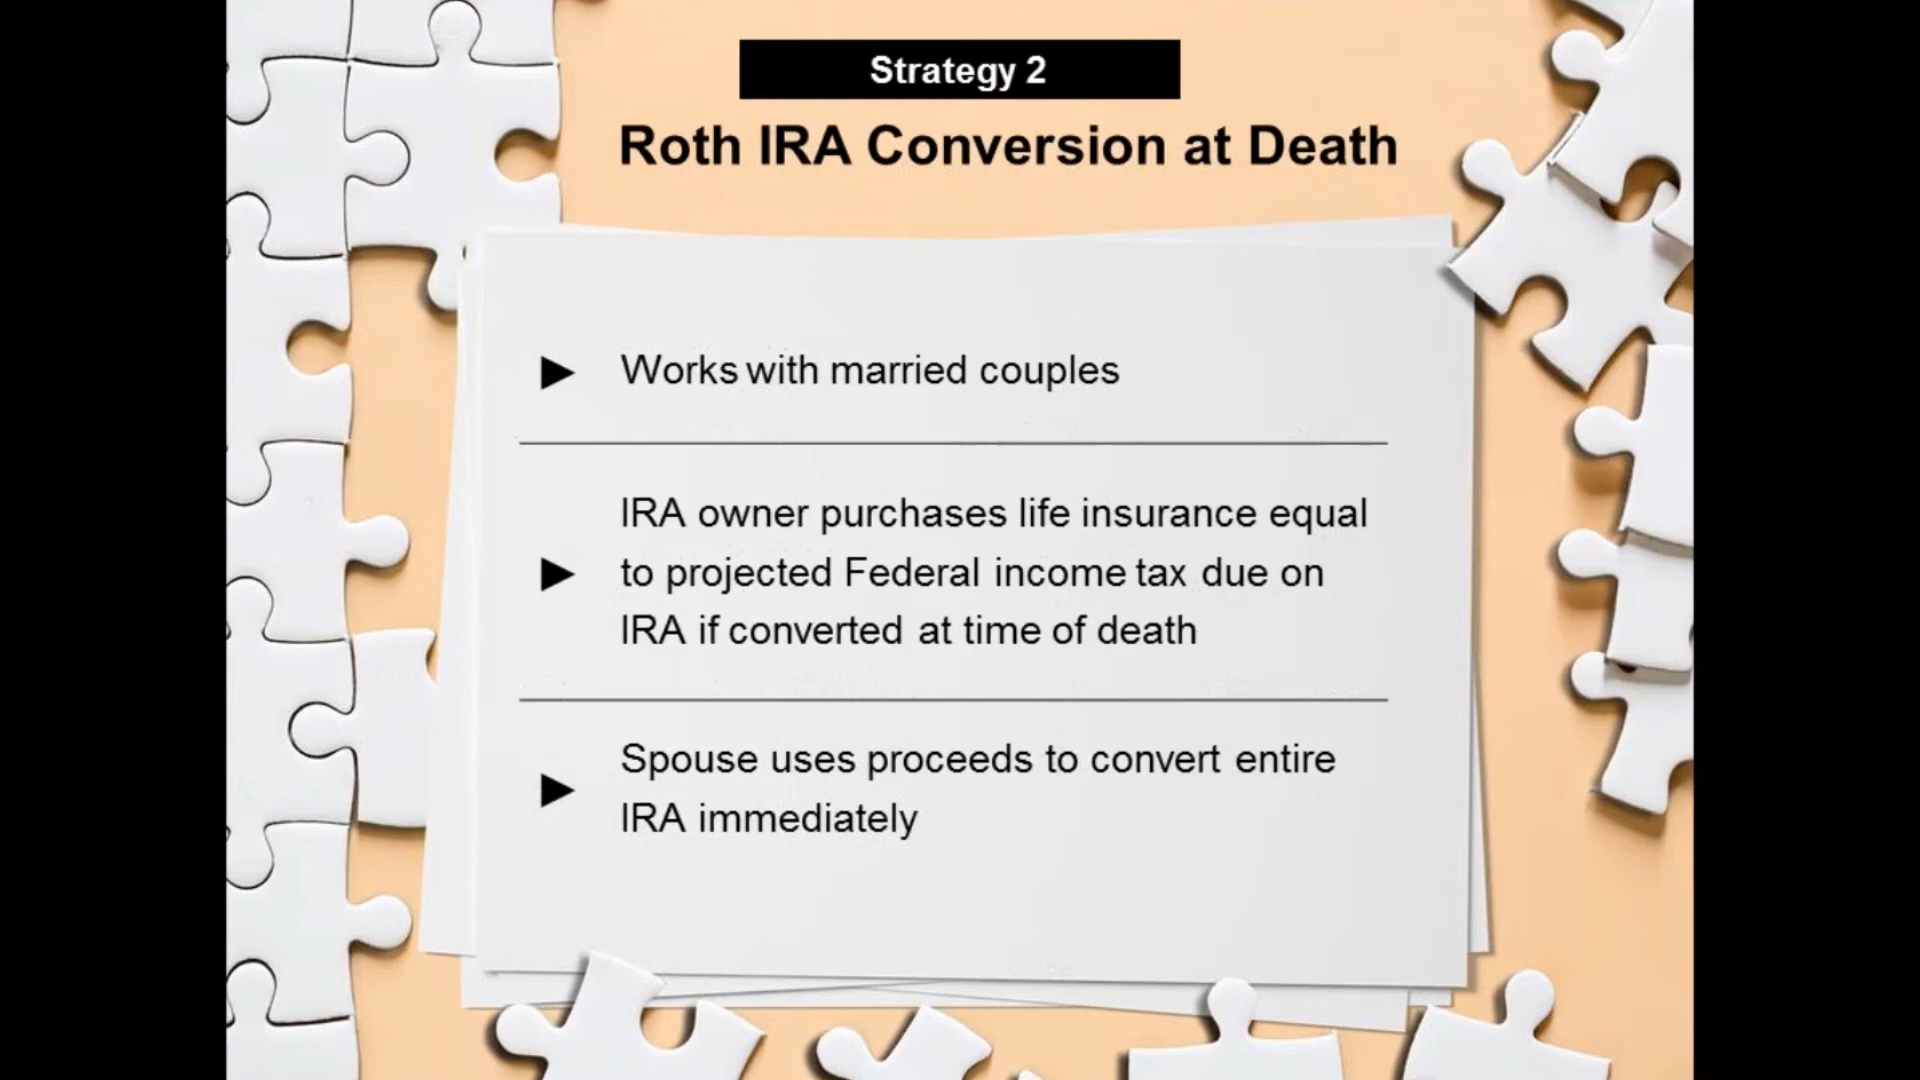 Strategy 2
Roth IRA Conversion at Death
Works with married couples
IRA owner purchases life insurance equal
to projected Federal income tax due on
IRA if converted at time of death
Spouse uses proceeds to convert entire
IRA immediately